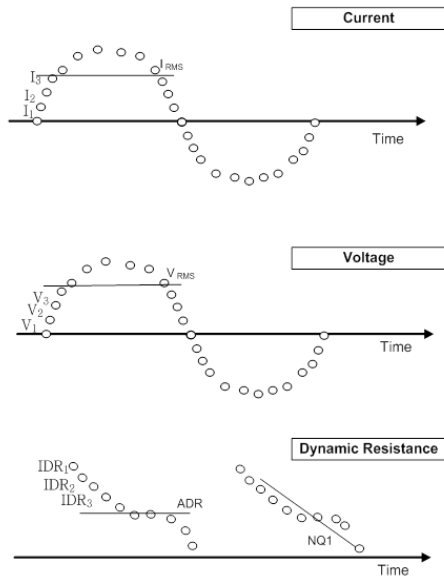 Current
I3
IRMS
I2
I1
Time
Voltage
VRMS
V3
V2
V1
Time
Dynamic Resistance
IDR1
IDR2
IDR3
ADR
NQ1
Time